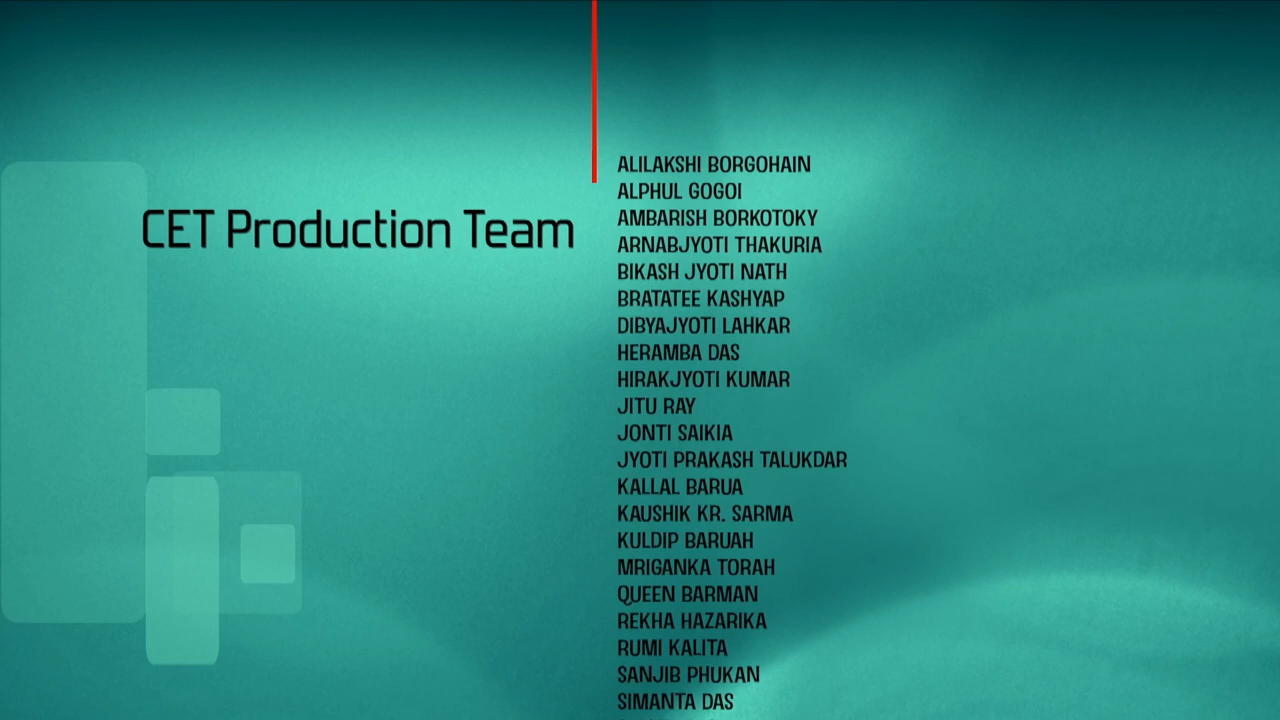 CET Production Team
ALILAKSHI BORGOHAIN
ALPHUL GOGOI
AMBARISH BORKOTOKY
ARNABJYOTI THAKURIA
BIKASH JYOTI NATH
BRATATEE KASHYAP
DIBYAJYOTI LAHKAR
HERAMBA DAS
HIRAKJYOTI KUMAR
JITU RAY
JONTI SAIKIA
JYOTI PRAKASH TALUKDAR
KALLAL BARUA
KAUSHIK KR. SARMA
KULDIP BARUAH
MRIGANKA TORAH
QUEEN BARMAN
REKHA HAZARIKA
RUMI KALITA
SANJIB PHUKAN
SIMANTA DAS